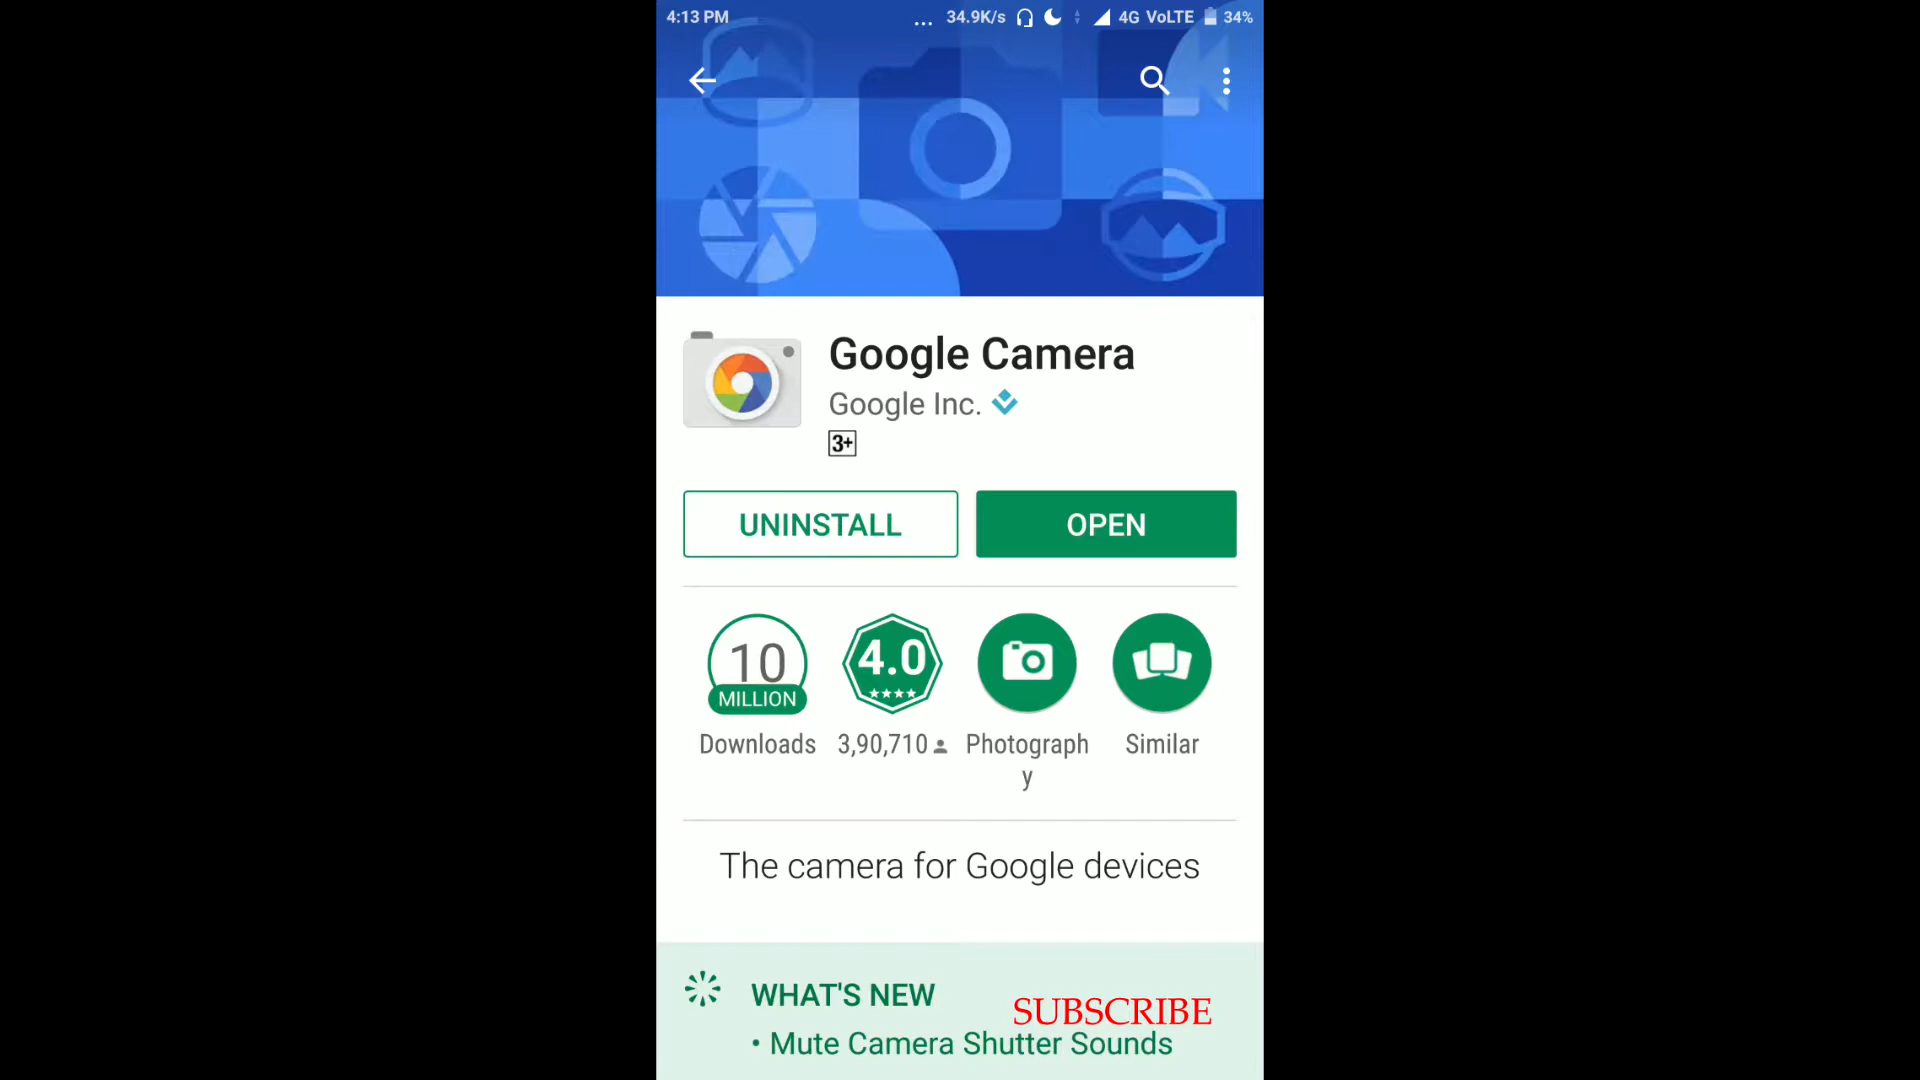 4:13 PM
... 34.9K/s 4G VoLTE 34%
Google Camera
Google Inc.
3+
UNINSTALL
OPEN
10
MILLION
4.0
Downloads
3,90,710
Photograph
y
Similar
The camera for Google devices
WHAT'S NEW
SUBSCRIBE
• Mute Camera Shutter Sounds